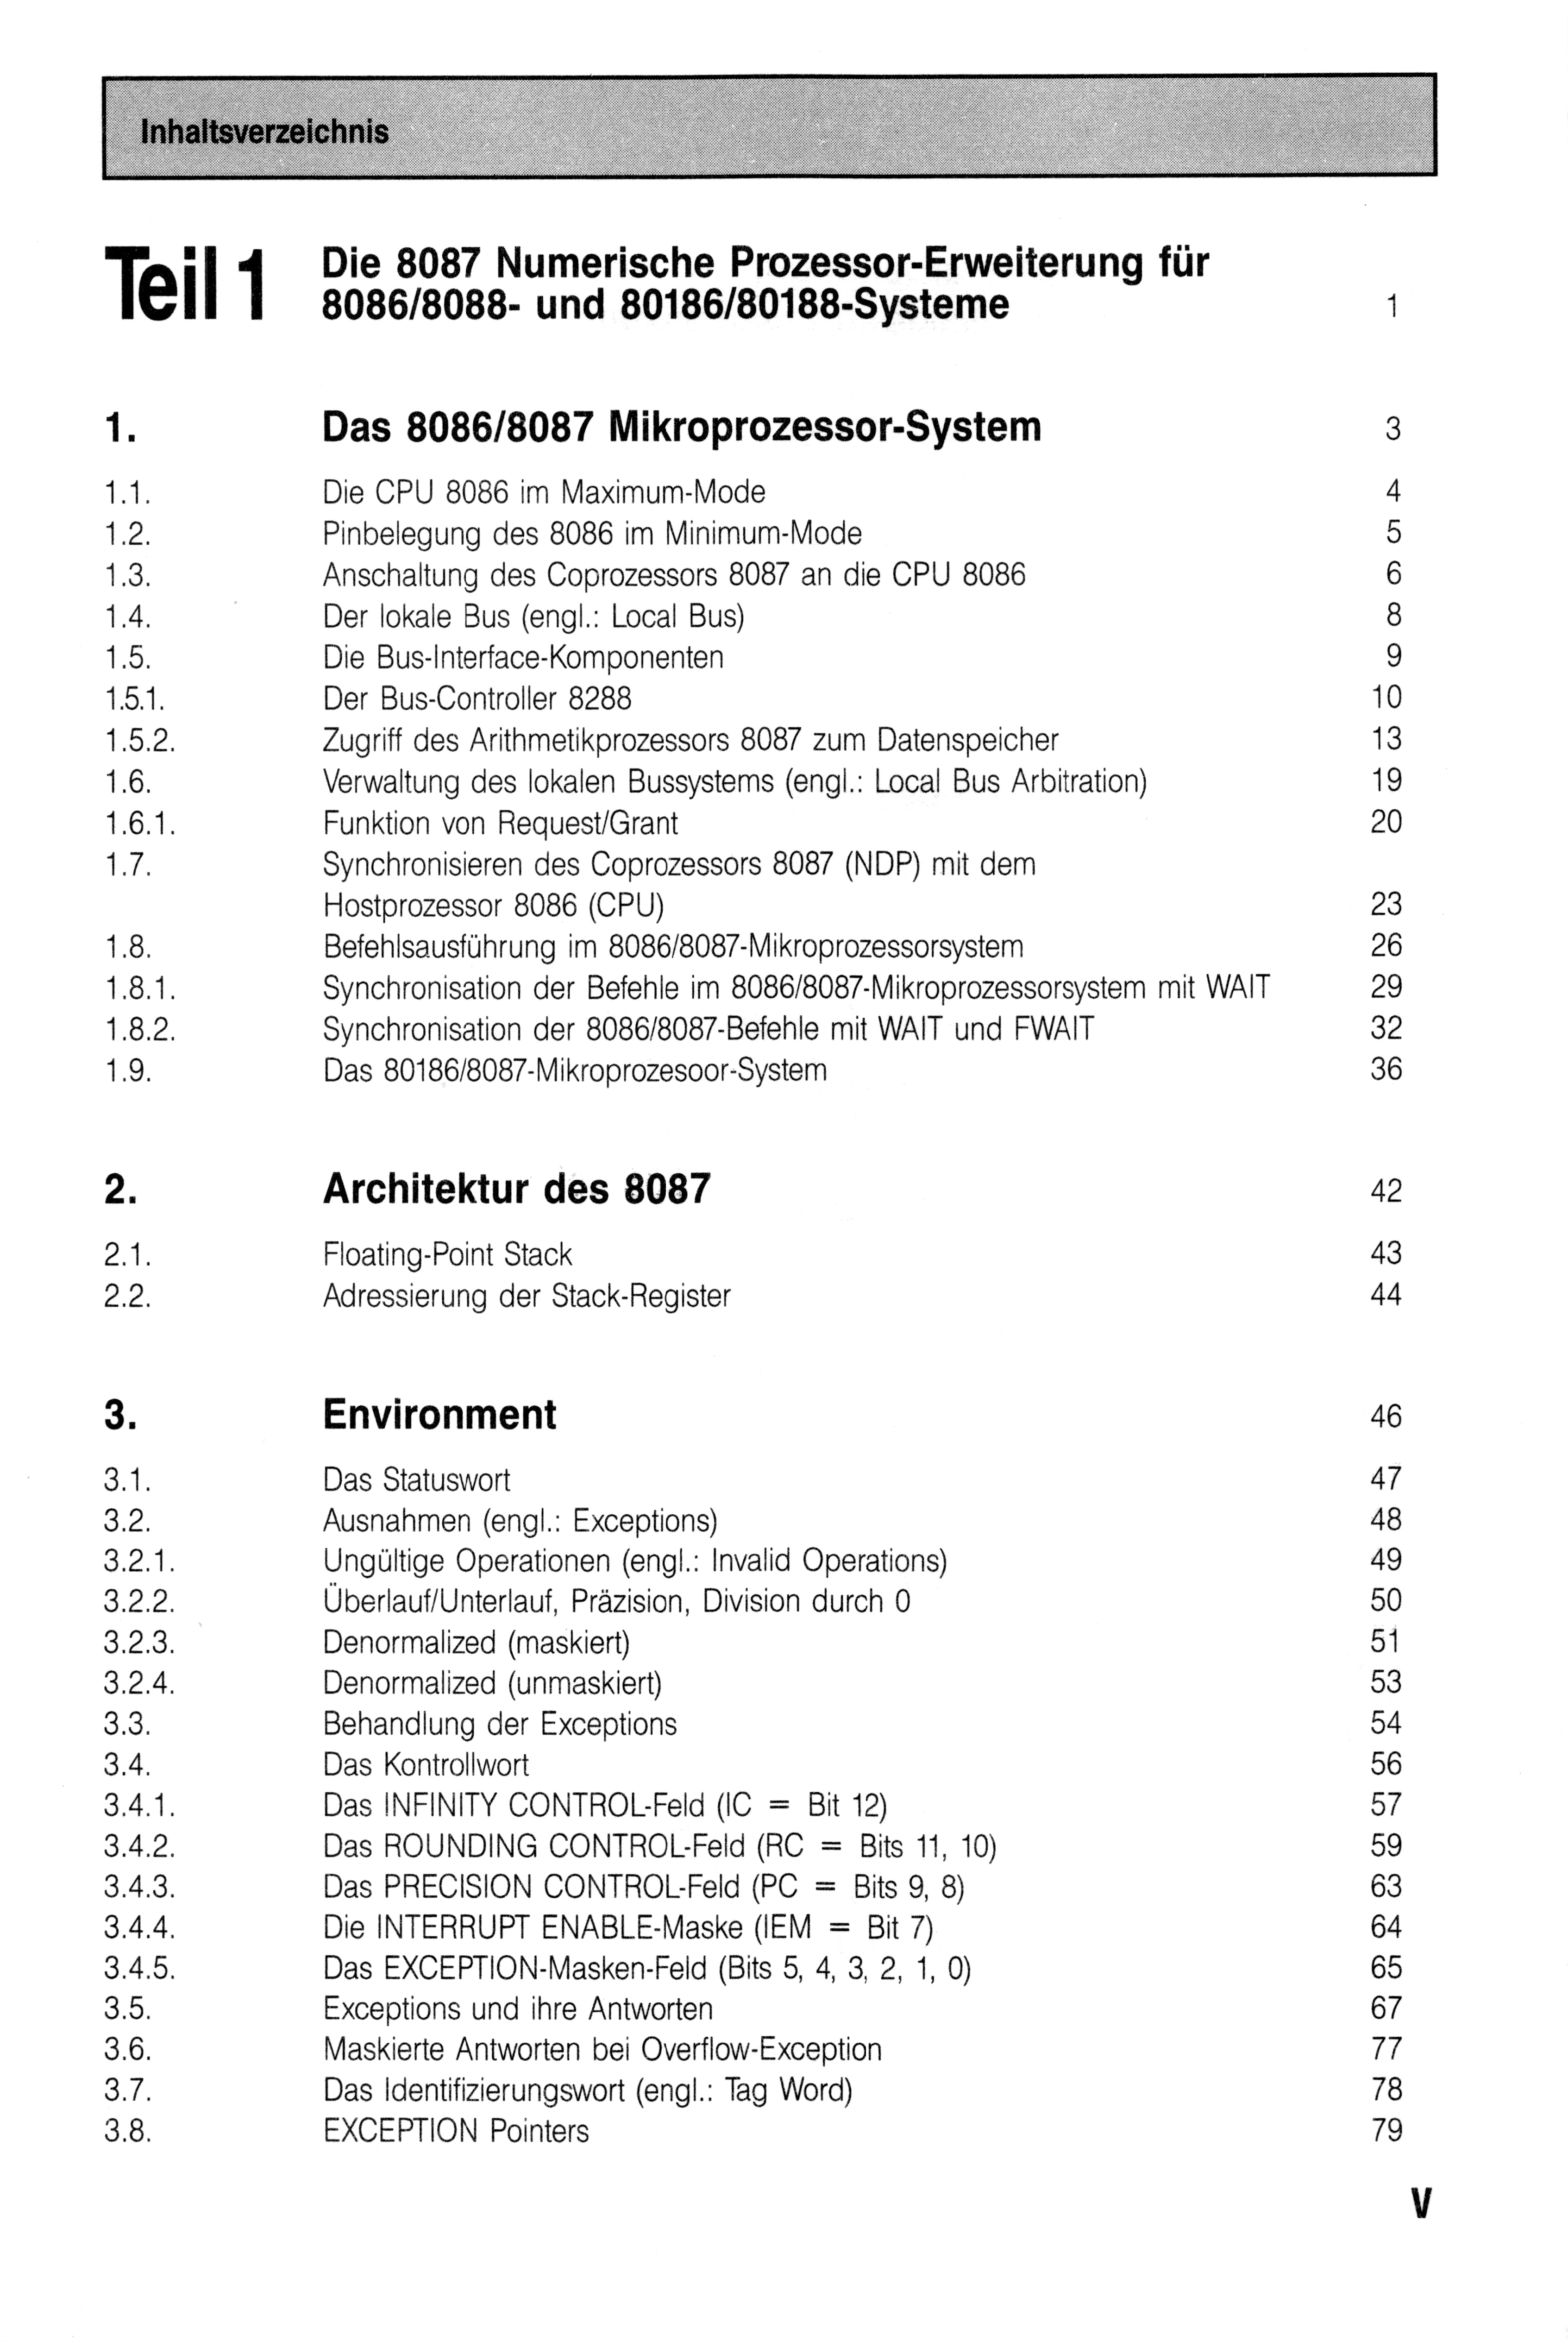 Inhaltsverzeichnis
Teil 1 Die 8087 Numerische Prozessor-Erweiterung für
8086/8088- und 80186/80188-Systeme 1
1. Das 8086/8087 Mikroprozessor-System 3
1.1. Die CPU 8086 im Maximum-Mode 4
1.2. Pinbelegung des 8086 im Minimum-Mode 5
1.3. Anschaltung des Coprozessors 8087 an die CPU 8086 6
1.4. Der lokale Bus (engl.: Local Bus) 8
1.5. Die Bus-Interface-Komponenten 9
1.5.1. Der Bus-Controller 8288 10
1.5.2. Zugriff des Arithmetikprozessors 8087 zum Datenspeicher 13
1.6. Verwaltung des lokalen Bussystems (engl.: Local Bus Arbitration) 19
1.6.1. Funktion von Request/Grant 20
1.7. Synchronisieren des Coprozessors 8087 (NDP) mit dem
Hostprozessor 8086 (CPU) 23
1.8. Befehlsausführung im 8086/8087-Mikroprozessorsystem 26
1.8.1. Synchronisation der Befehle im 8086/8087-Mikroprozessorsystem mit WAIT 29
1.8.2. Synchronisation der 8086/8087-Befehle mit WAIT und FWAIT 32
1.9. Das 80186/8087-Mikroprozesoor-System 36
2. Architektur des 8087 42
2.1. Floating-Point Stack 43
2.2. Adressierung der Stack-Register 44
3. Environment 46
3.1. Das Statuswort 47
3.2. Ausnahmen (engl.: Exceptions) 48
3.2.1. Ungültige Operationen (engl.: Invalid Operations) 49
3.2.2. Überlauf/Unterlauf, Präzision, Division durch 0 50
3.2.3. Denormalized (maskiert) 51
3.2.4. Denormalized (unmaskiert) 53
3.3. Behandlung der Exceptions 54
3.4. Das Kontrollwort 56
3.4.1. Das INFINITY CONTROL-Feld (IC = Bit 12) 57
3.4.2. Das ROUNDING CONTROL-Feld (RC = Bits 11, 10) 59
3.4.3. Das PRECISION CONTROL-Feld (PC = Bits 9, 8) 63
3.4.4. Die INTERRUPT ENABLE-Maske (IEM = Bit 7) 64
3.4.5. Das EXCEPTION-Masken-Feld (Bits 5, 4, 3, 2, 1, 0) 65
3.5. Exceptions und ihre Antworten 67
3.6. Maskierte Antworten bei Overflow-Exception 77
3.7. Das Identifizierungswort (engl.: Tag Word) 78
3.8. EXCEPTION Pointers 79
V